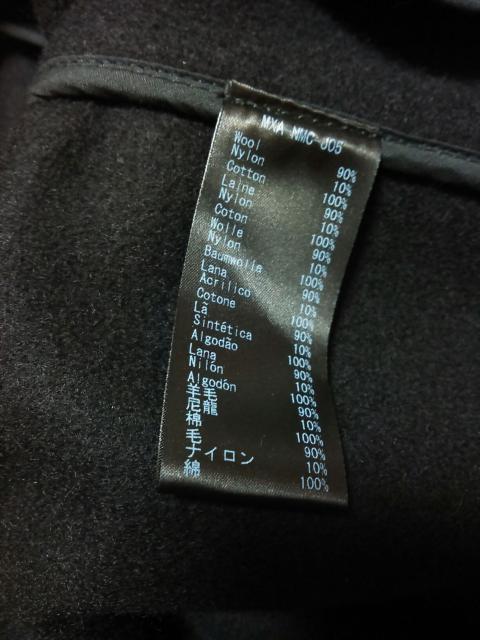 MXA NMC-J05
Wool 90%
Nylon 10%
Cotton 100%
Laine 90%
Nylon 10%
Coton 100%
Wolle 90%
Nylon 10%
Baumwolle 100%
Lana 90%
Acrilico 10%
Cotone 100%
Lã 90%
Sintética 10%
Algodão 100%
Lana 90%
Nilón 10%
Algodón 100%
羊毛 90%
尼龍 10%
棉 100%
毛 90%
ナイロン 10%
綿 100%